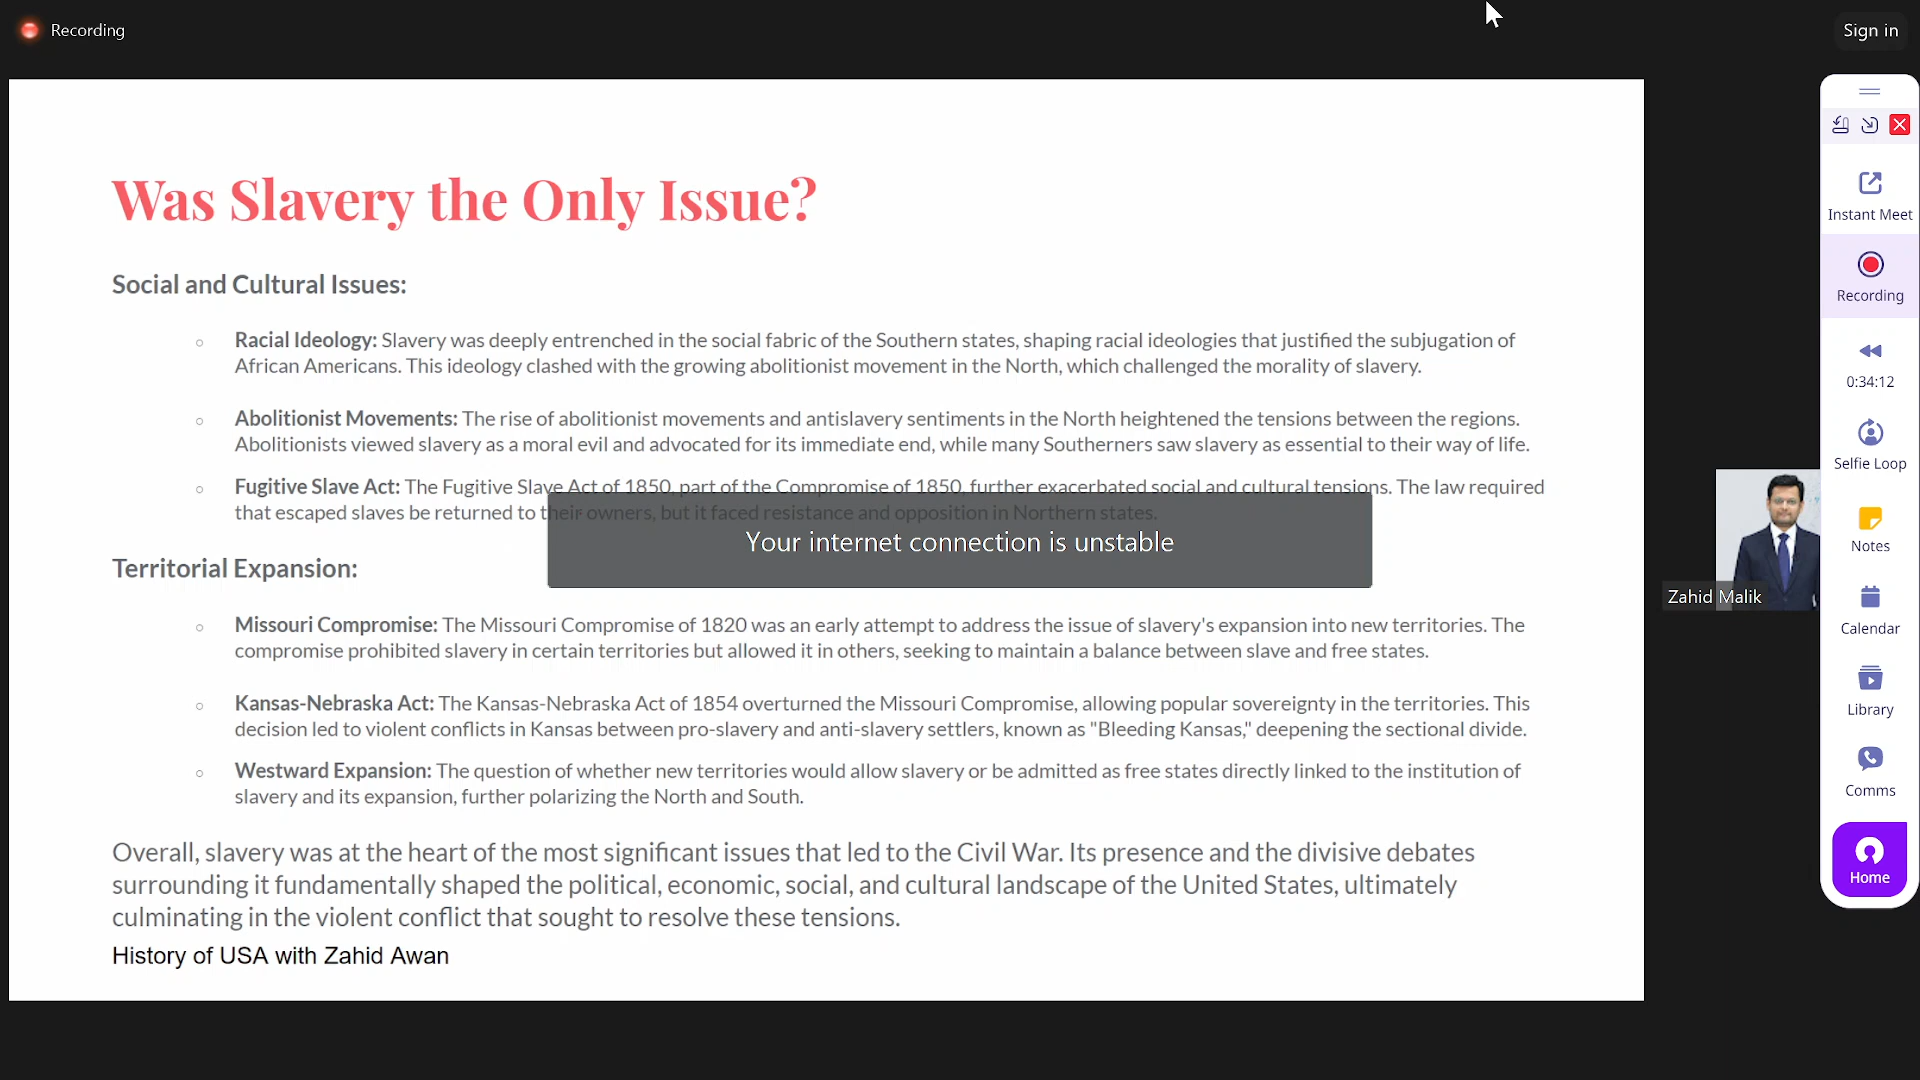 Recording
Sign in
Was Slavery the Only Issue?
Social and Cultural Issues:
Racial Ideology: Slavery was deeply entrenched in the social fabric of the Southern states, shaping racial ideologies that justified the subjugation of
African Americans. This ideology clashed with the growing abolitionist movement in the North, which challenged the morality of slavery.
Abolitionist Movements: The rise of abolitionist movements and antislavery sentiments in the North heightened the tensions between the regions.
Abolitionists viewed slavery as a moral evil and advocated for its immediate end, while many Southerners saw slavery as essential to their way of life.
Fugitive Slave Act: The Fugitive Slave Act of 1850, part of the Compromise of 1850, further exacerbated social and cultural tensions. The law required
that escaped slaves be returned to their owners, but it faced resistance and opposition in Northern states.
Your internet connection is unstable
Territorial Expansion:
Missouri Compromise: The Missouri Compromise of 1820 was an early attempt to address the issue of slavery's expansion into new territories. The
compromise prohibited slavery in certain territories but allowed it in others, seeking to maintain a balance between slave and free states.
Kansas-Nebraska Act: The Kansas-Nebraska Act of 1854 overturned the Missouri Compromise, allowing popular sovereignty in the territories. This
decision led to violent conflicts in Kansas between pro-slavery and anti-slavery settlers, known as "Bleeding Kansas," deepening the sectional divide.
Westward Expansion: The question of whether new territories would allow slavery or be admitted as free states directly linked to the institution of
slavery and its expansion, further polarizing the North and South.
Overall, slavery was at the heart of the most significant issues that led to the Civil War. Its presence and the divisive debates
surrounding it fundamentally shaped the political, economic, social, and cultural landscape of the United States, ultimately
culminating in the violent conflict that sought to resolve these tensions.
History of USA with Zahid Awan
Zahid Malik
Instant Meet
Recording
0:34:12
Selfie Loop
Notes
Calendar
Library
Comms
Home